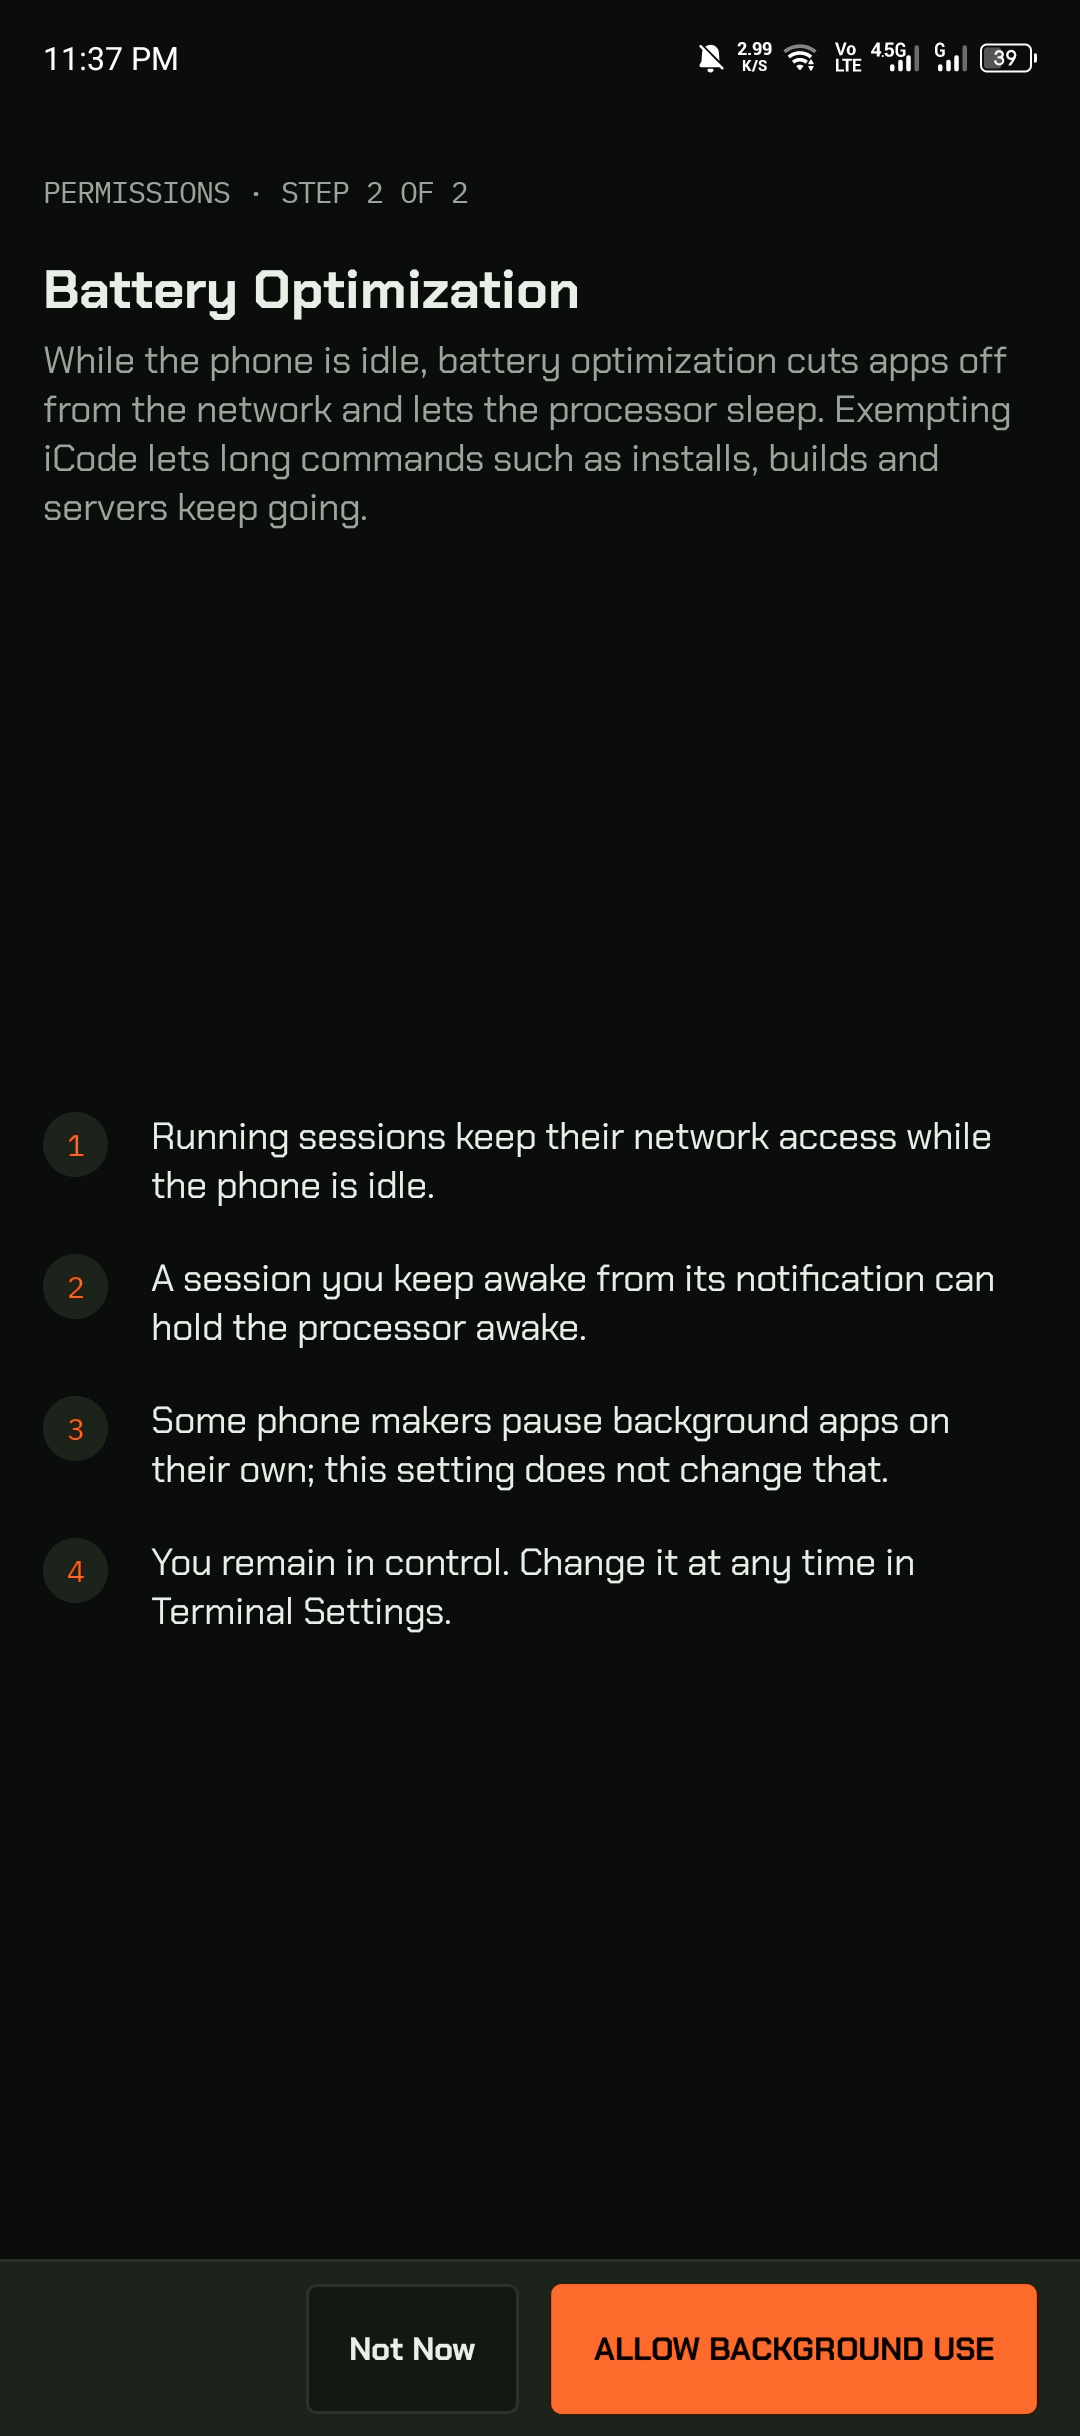 11:37 PM
2.99 K/S
Vo LTE
4.5G
G
39
PERMISSIONS · STEP 2 OF 2
Battery Optimization
While the phone is idle, battery optimization cuts apps off
from the network and lets the processor sleep. Exempting
iCode lets long commands such as installs, builds and
servers keep going.
1
Running sessions keep their network access while
the phone is idle.
2
A session you keep awake from its notification can
hold the processor awake.
3
Some phone makers pause background apps on
their own; this setting does not change that.
4
You remain in control. Change it at any time in
Terminal Settings.
Not Now
ALLOW BACKGROUND USE